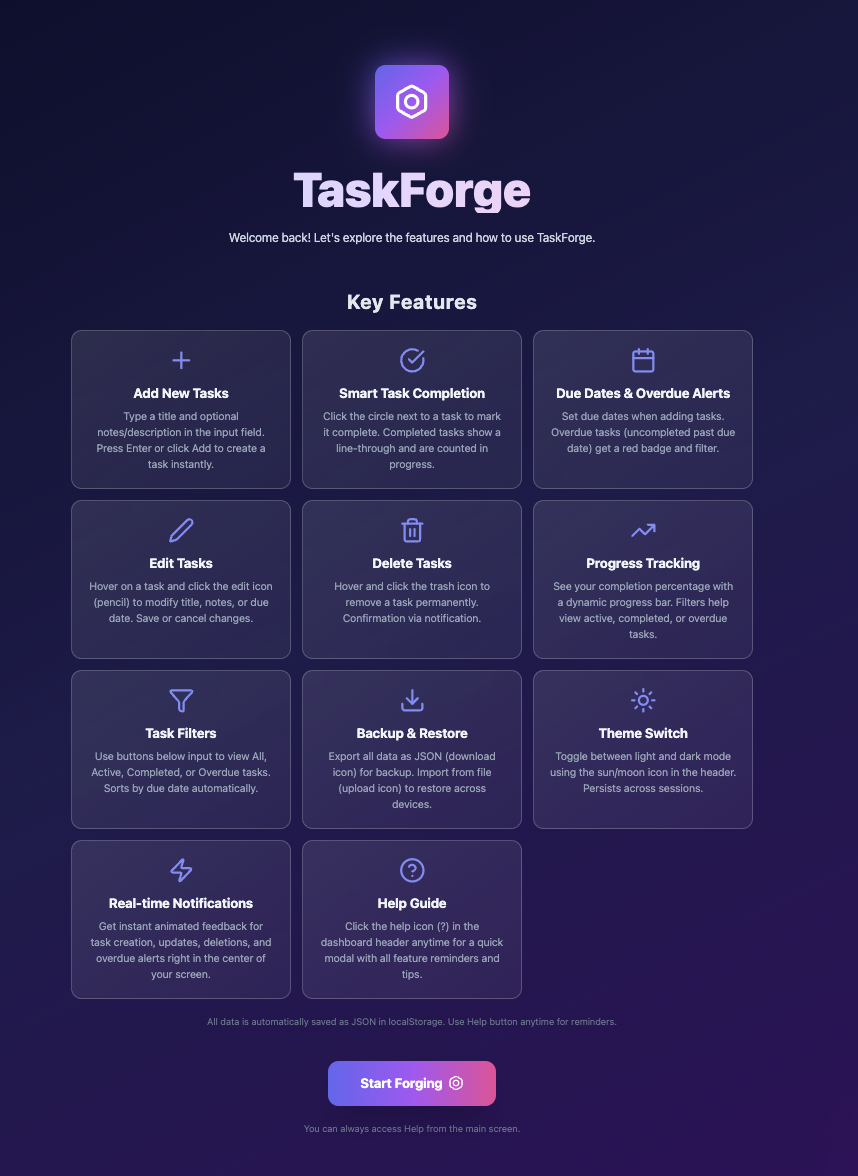 TaskForge
Welcome back! Let's explore the features and how to use TaskForge.
Key Features
Add New Tasks
Type a title and optional
notes/description in the input field.
Press Enter or click Add to create a
task instantly.
Smart Task Completion
Click the circle next to a task to mark
it complete. Completed tasks show a
line-through and are counted in
progress.
Due Dates & Overdue Alerts
Set due dates when adding tasks.
Overdue tasks (uncompleted past due
date) get a red badge and filter.
Edit Tasks
Hover on a task and click the edit icon
(pencil) to modify title, notes, or due
date. Save or cancel changes.
Delete Tasks
Hover and click the trash icon to
remove a task permanently.
Confirmation via notification.
Progress Tracking
See your completion percentage with
a dynamic progress bar. Filters help
view active, completed, or overdue
tasks.
Task Filters
Use buttons below input to view All,
Active, Completed, or Overdue tasks.
Sorts by due date automatically.
Backup & Restore
Export all data as JSON (download
icon) for backup. Import from file
(upload icon) to restore across
devices.
Theme Switch
Toggle between light and dark mode
using the sun/moon icon in the header.
Persists across sessions.
Real-time Notifications
Get instant animated feedback for
task creation, updates, deletions, and
overdue alerts right in the center of
your screen.
Help Guide
Click the help icon (?) in the
dashboard header anytime for a quick
modal with all feature reminders and
tips.
All data is automatically saved as JSON in localStorage. Use Help button anytime for reminders.
Start Forging
You can always access Help from the main screen.